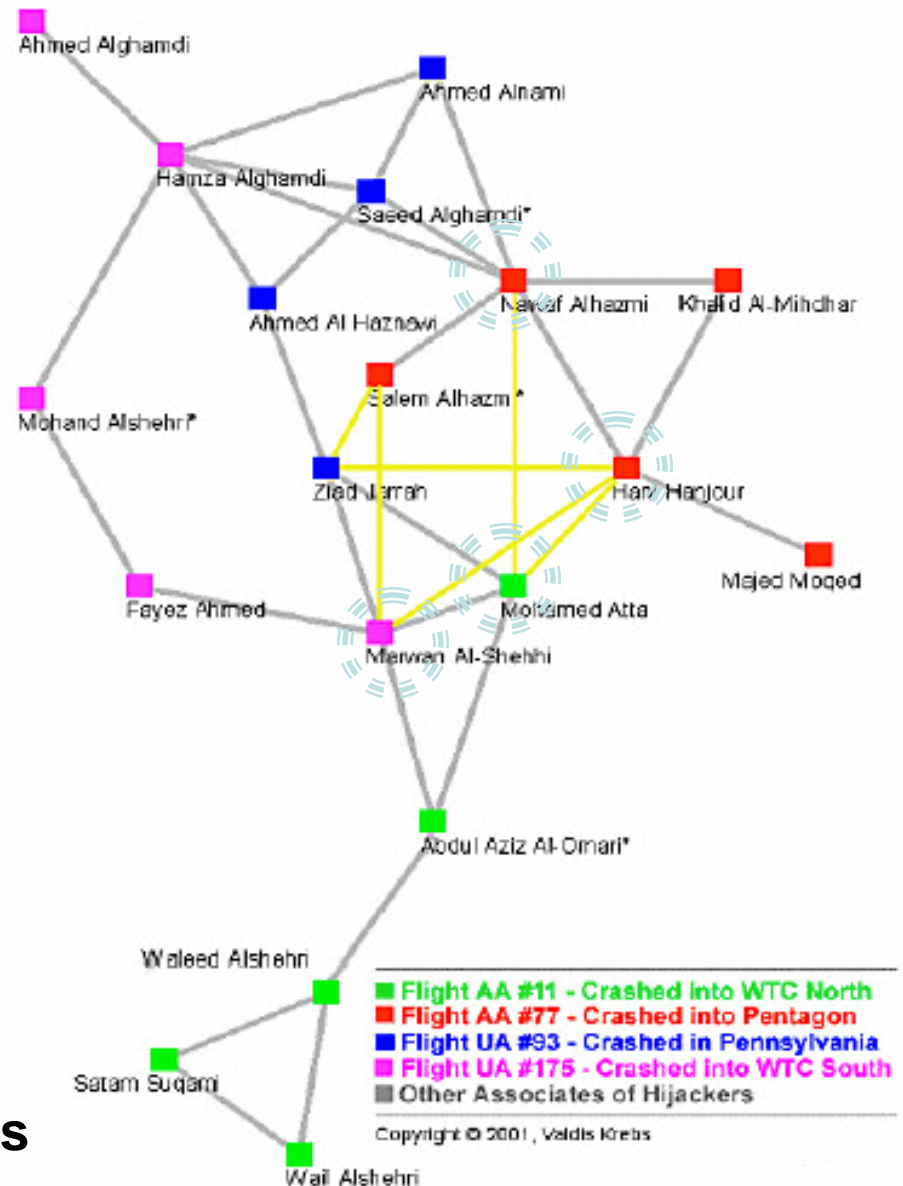 Ahmed Alghamdi
Ahmed Alnami
Hamza Alghamdi
Saeed Alghamdi*
Nawaf Alhazmi
Khalid Al-Mihdhar
Ahmed Al Haznawi
Salem Alhazmi*
Mohand Alshehri*
Ziad Jarrah
Hani Hanjour
Majed Moqed
Fayez Ahmed
Mohamed Atta
Marwan Al-Shehhi
Abdul Aziz Al-Omari*
Waleed Alshehri
Flight AA #11 - Crashed into WTC North
Flight AA #77 - Crashed into Pentagon
Flight UA #93 - Crashed in Pennsylvania
Flight UA #175 - Crashed into WTC South
Other Associates of Hijackers
Satam Suqami
s
Copyright © 2001, Valdis Krebs
Wail Alshehri